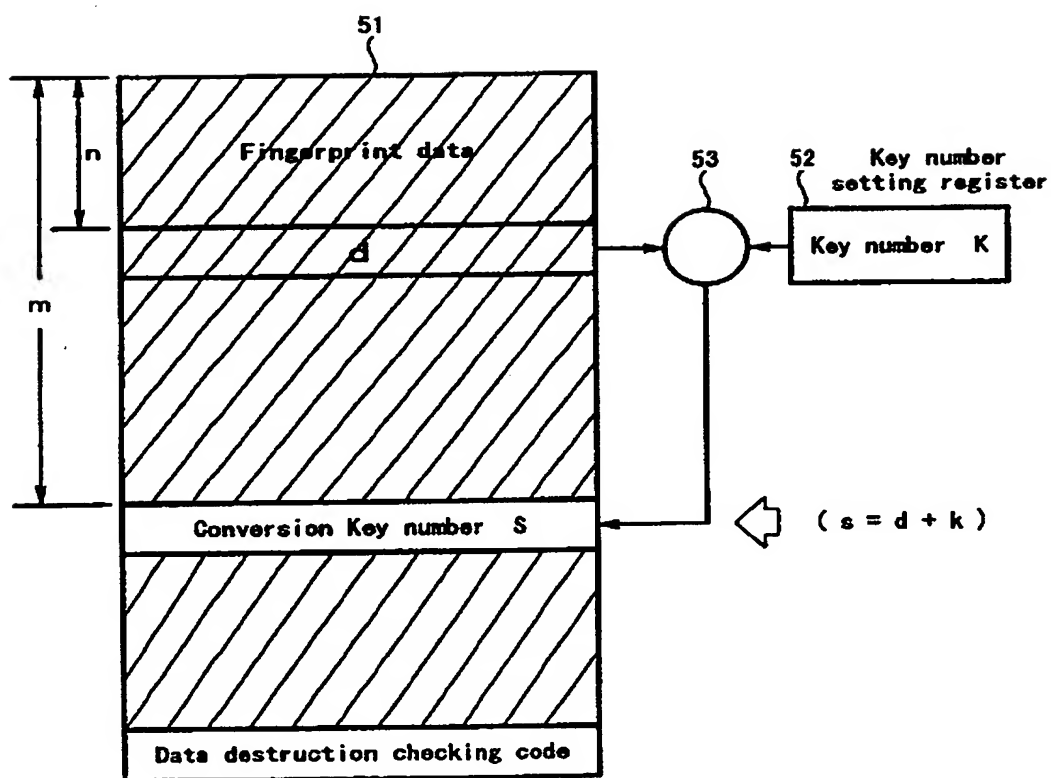 51
n
Fingerprint data
53
52
Key number
setting register
Key number K
d
m
Conversion Key number S
( s = d + k )
Data destruction checking code